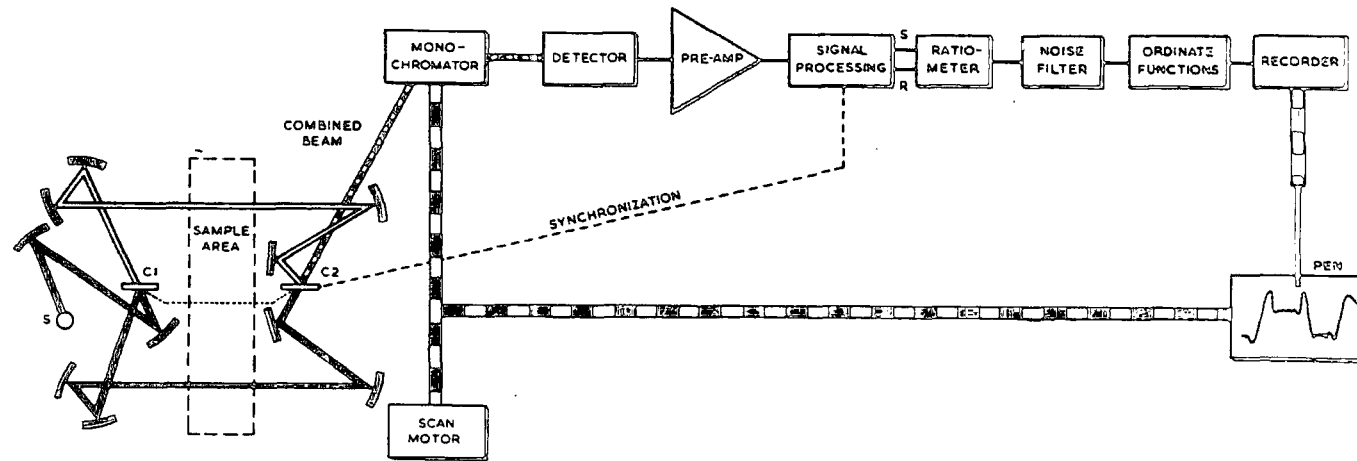 MONO-
CHROMATOR
DETECTOR
PRE-AMP
SIGNAL
PROCESSING
S
R
RATIO-
METER
NOISE
FILTER
ORDINATE
FUNCTIONS
RECORDER
COMBINED
BEAM
SYNCHRONIZATION
SAMPLE
AREA
C1
C2
S
PEN
SCAN
MOTOR